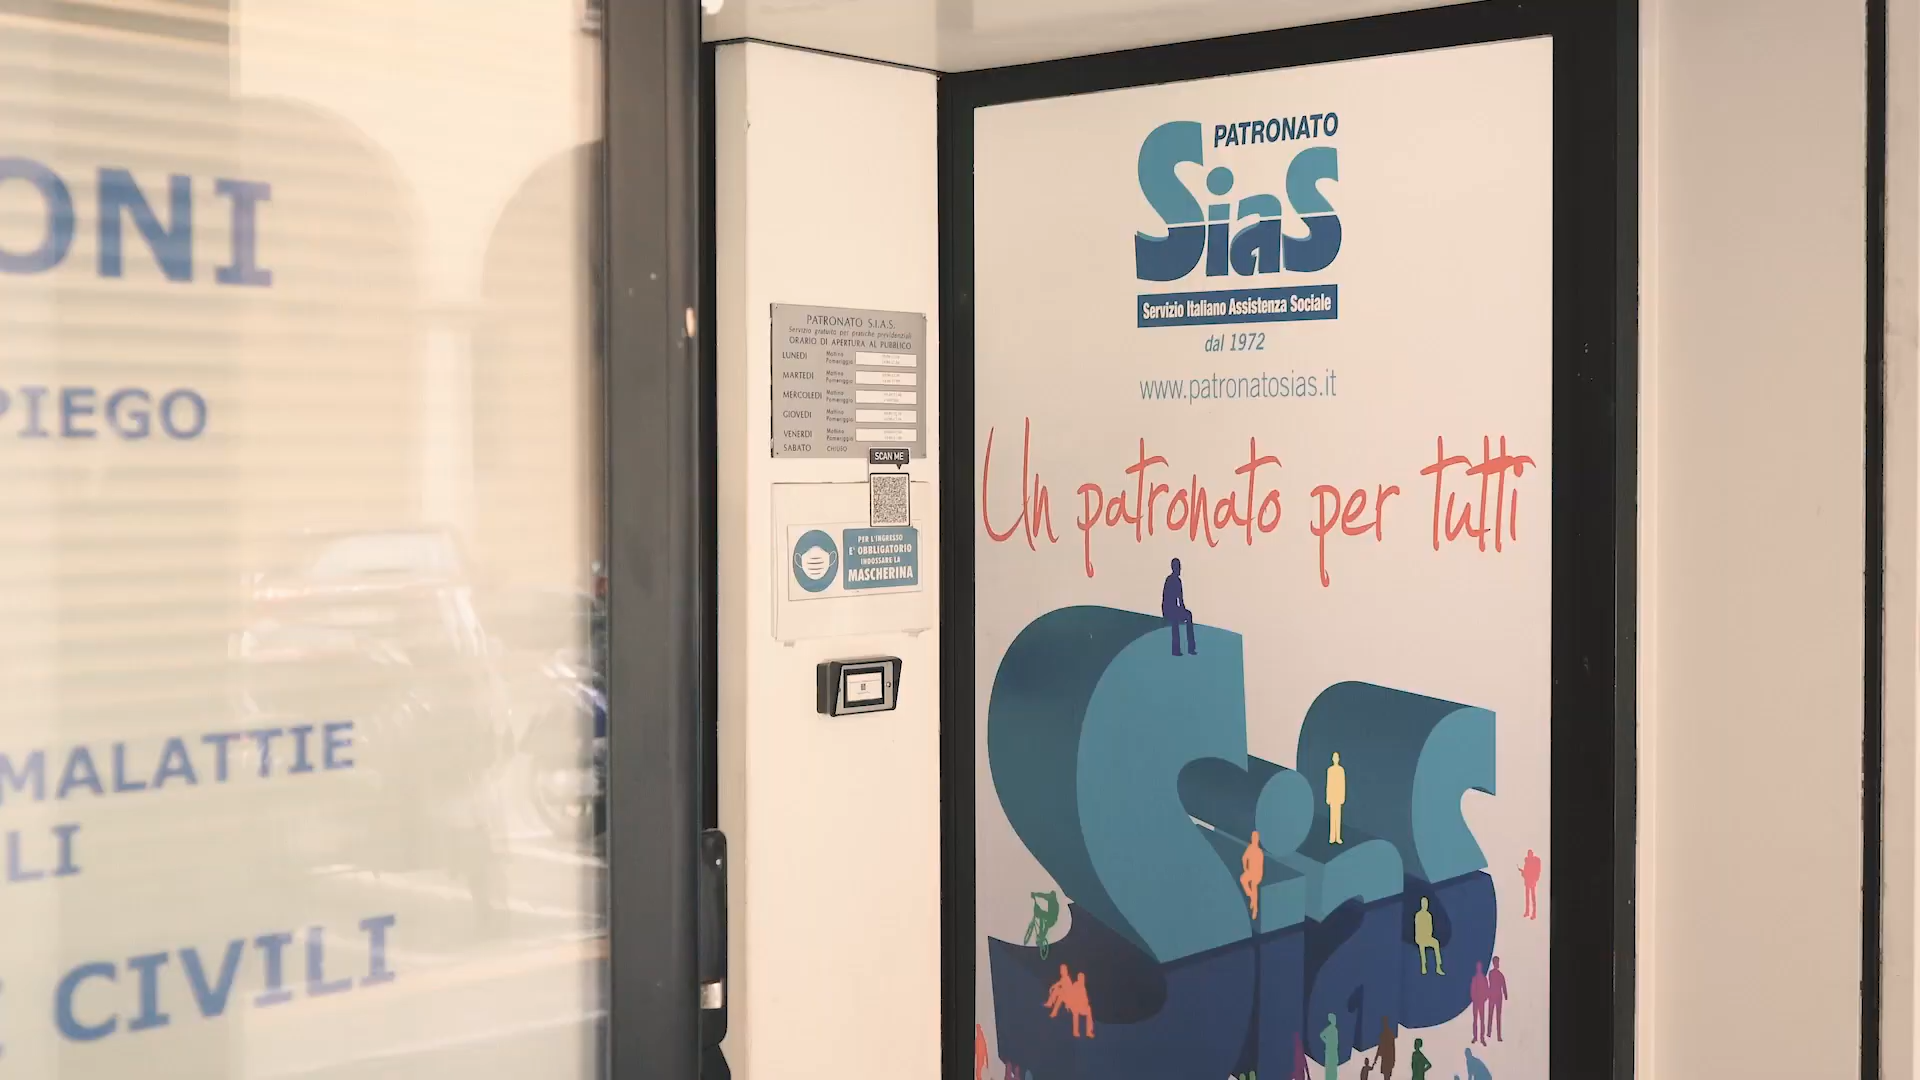 ONI
PIEGO
MALATTIE
LI
CIVILI
PATRONATO S.I.A.S.
Servizio gratuito per pratiche previdenziali
ORARIO DI APERTURA AL PUBBLICO
LUNEDI Mattino
Pomeriggio
MARTEDI Mattino
Pomeriggio
MERCOLEDI Mattino
Pomeriggio
GIOVEDI Mattino
Pomeriggio
VENERDI Mattino
Pomeriggio
SABATO CHIUSO
SCAN ME
PER L'INGRESSO
E' OBBLIGATORIO
INDOSSARE LA
MASCHERINA
PATRONATO
SiaS
Servizio Italiano Assistenza Sociale
dal 1972
www.patronatosias.it
Un patronato per tutti
Sias